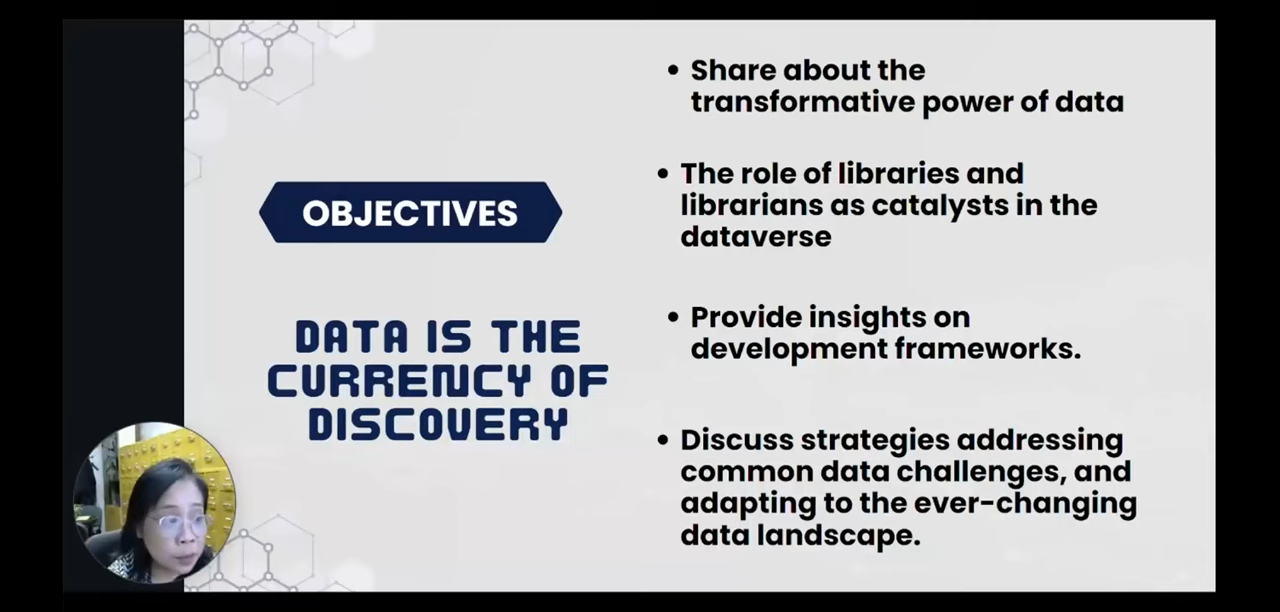 OBJECTIVES
DATA IS THE
CURRENCY OF
DISCOVERY
• Share about the
transformative power of data
• The role of libraries and
librarians as catalysts in the
dataverse
• Provide insights on
development frameworks.
• Discuss strategies addressing
common data challenges, and
adapting to the ever-changing
data landscape.